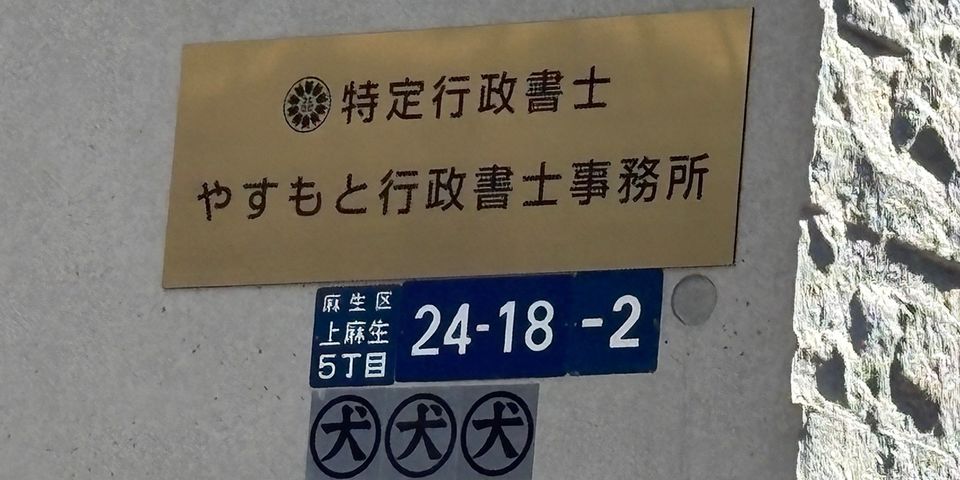 特定行政書士
やすもと行政書士事務所
麻生区
上麻生
5丁目
24-18-2
犬 犬 犬